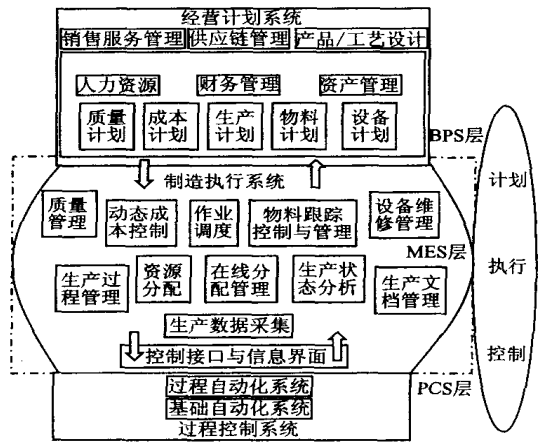 经营计划系统
销售服务管理 供应链管理 产品/工艺设计
人力资源 财务管理 资产管理
质量计划 成本计划 生产计划 物料计划 设备计划
BPS层
制造执行系统
质量管理 动态成本控制 作业调度 物料跟踪控制与管理 设备维修管理
MES层
生产过程管理 资源分配 在线分配管理 生产状态分析 生产文档管理
生产数据采集
控制接口与信息界面
过程自动化系统
PCS层
基础自动化系统
过程控制系统
计划
执行
控制